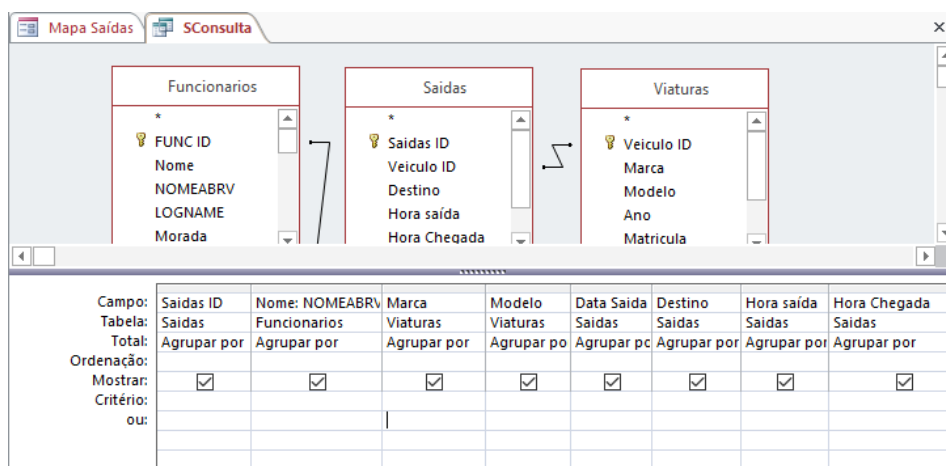 Mapa Saídas SConsulta
Funcionarios Saidas Viaturas
* * *
FUNC ID Saidas ID Veiculo ID
Nome Veiculo ID Marca
NOMEABRV Destino Modelo
LOGNAME Hora saída Ano
Morada Hora Chegada Matricula
Campo: Saidas ID Nome: NOMEABRV Marca Modelo Data Saida Destino Hora saída Hora Chegada
Tabela: Saidas Funcionarios Viaturas Viaturas Saidas Saidas Saidas Saidas
Total: Agrupar por Agrupar por Agrupar por Agrupar po Agrupar pc Agrupar por Agrupar por Agrupar por
Ordenação:
Mostrar:
Critério:
ou: